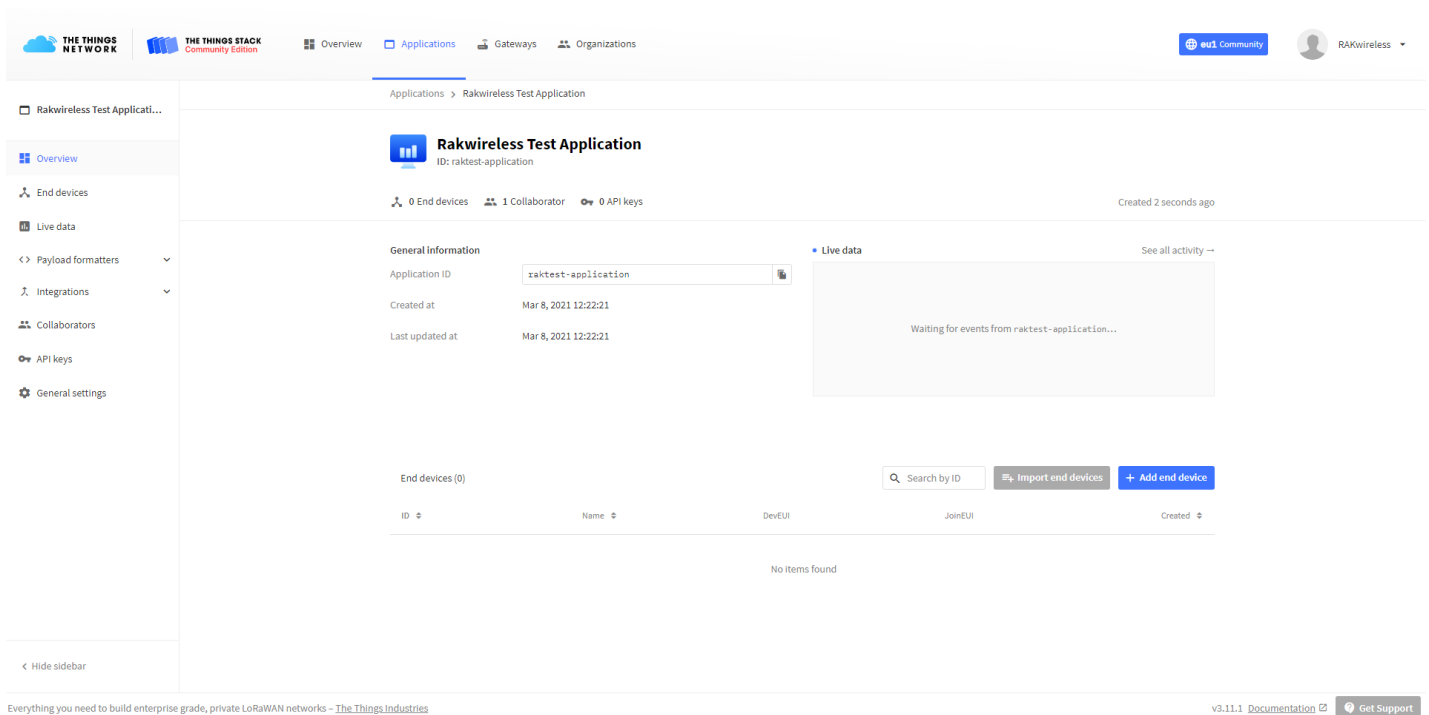 THE THINGS NETWORK
THE THINGS STACK
Community Edition
Overview
Applications
Gateways
Organizations
eu1 Community
RAKwireless
Rakwireless Test Applicati...
Overview
End devices
Live data
Payload formatters
Integrations
Collaborators
API keys
General settings
Hide sidebar
Applications > Rakwireless Test Application
Rakwireless Test Application
ID: raktest-application
0 End devices 1 Collaborator 0 API keys
Created 2 seconds ago
General information
Application ID raktest-application
Created at Mar 8, 2021 12:22:21
Last updated at Mar 8, 2021 12:22:21
Live data
See all activity →
Waiting for events from raktest-application...
End devices (0)
Search by ID
Import end devices
+ Add end device
ID Name DevEUI JoinEUI Created
No items found
Everything you need to build enterprise grade, private LoRaWAN networks – The Things Industries
v3.11.1 Documentation
Get Support